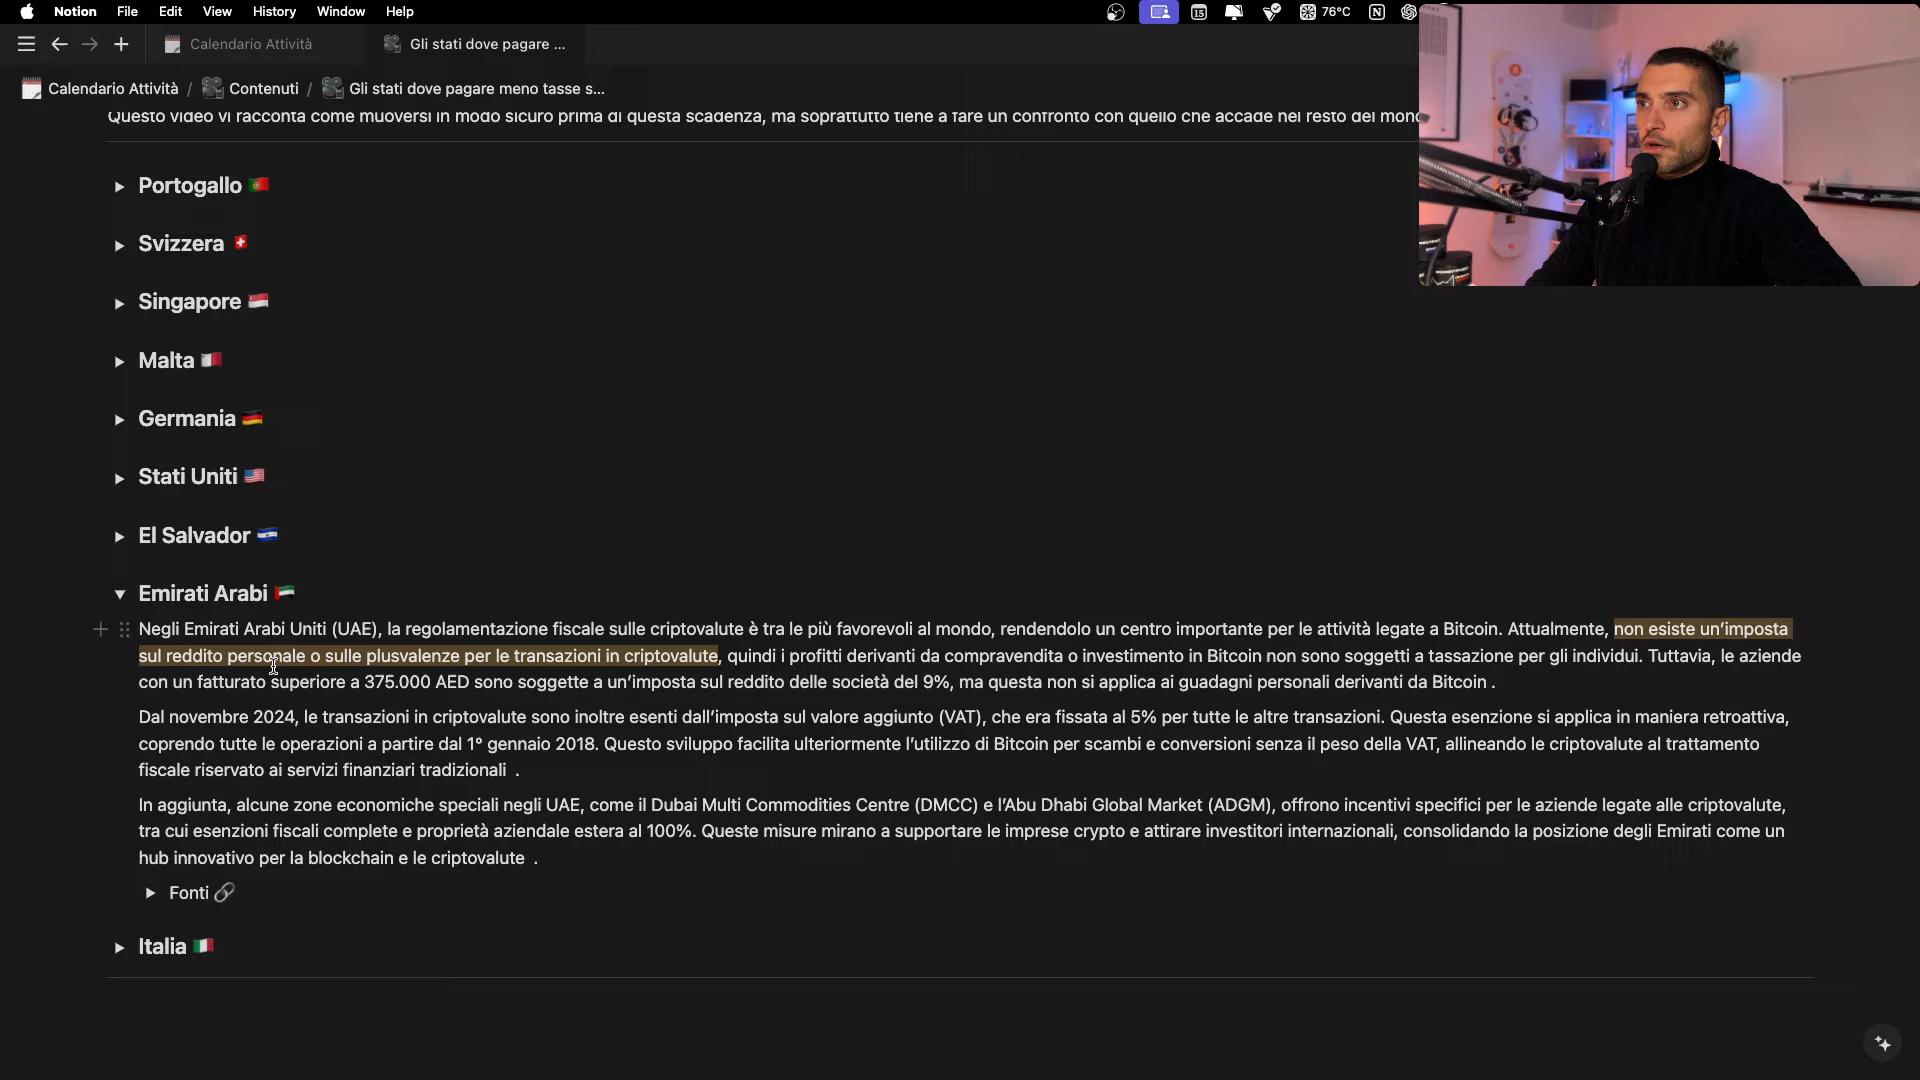 Notion File Edit View History Window Help
15
76°C
Calendario Attività
Gli stati dove pagare ...
Calendario Attività / Contenuti / Gli stati dove pagare meno tasse s...
Questo video vi racconta come muoversi in modo sicuro prima di questa scadenza, ma soprattutto tiene a fare un confronto con quello che accade nel resto del mon
Portogallo
Svizzera
Singapore
Malta
Germania
Stati Uniti
El Salvador
Emirati Arabi
Negli Emirati Arabi Uniti (UAE), la regolamentazione fiscale sulle criptovalute è tra le più favorevoli al mondo, rendendolo un centro importante per le attività legate a Bitcoin. Attualmente, non esiste un'imposta
sul reddito personale o sulle plusvalenze per le transazioni in criptovalute, quindi i profitti derivanti da compravendita o investimento in Bitcoin non sono soggetti a tassazione per gli individui. Tuttavia, le aziende
con un fatturato superiore a 375.000 AED sono soggette a un'imposta sul reddito delle società del 9%, ma questa non si applica ai guadagni personali derivanti da Bitcoin .
Dal novembre 2024, le transazioni in criptovalute sono inoltre esenti dall'imposta sul valore aggiunto (VAT), che era fissata al 5% per tutte le altre transazioni. Questa esenzione si applica in maniera retroattiva,
coprendo tutte le operazioni a partire dal 1° gennaio 2018. Questo sviluppo facilita ulteriormente l'utilizzo di Bitcoin per scambi e conversioni senza il peso della VAT, allineando le criptovalute al trattamento
fiscale riservato ai servizi finanziari tradizionali .
In aggiunta, alcune zone economiche speciali negli UAE, come il Dubai Multi Commodities Centre (DMCC) e l'Abu Dhabi Global Market (ADGM), offrono incentivi specifici per le aziende legate alle criptovalute,
tra cui esenzioni fiscali complete e proprietà aziendale estera al 100%. Queste misure mirano a supportare le imprese crypto e attirare investitori internazionali, consolidando la posizione degli Emirati come un
hub innovativo per la blockchain e le criptovalute .
Fonti
Italia